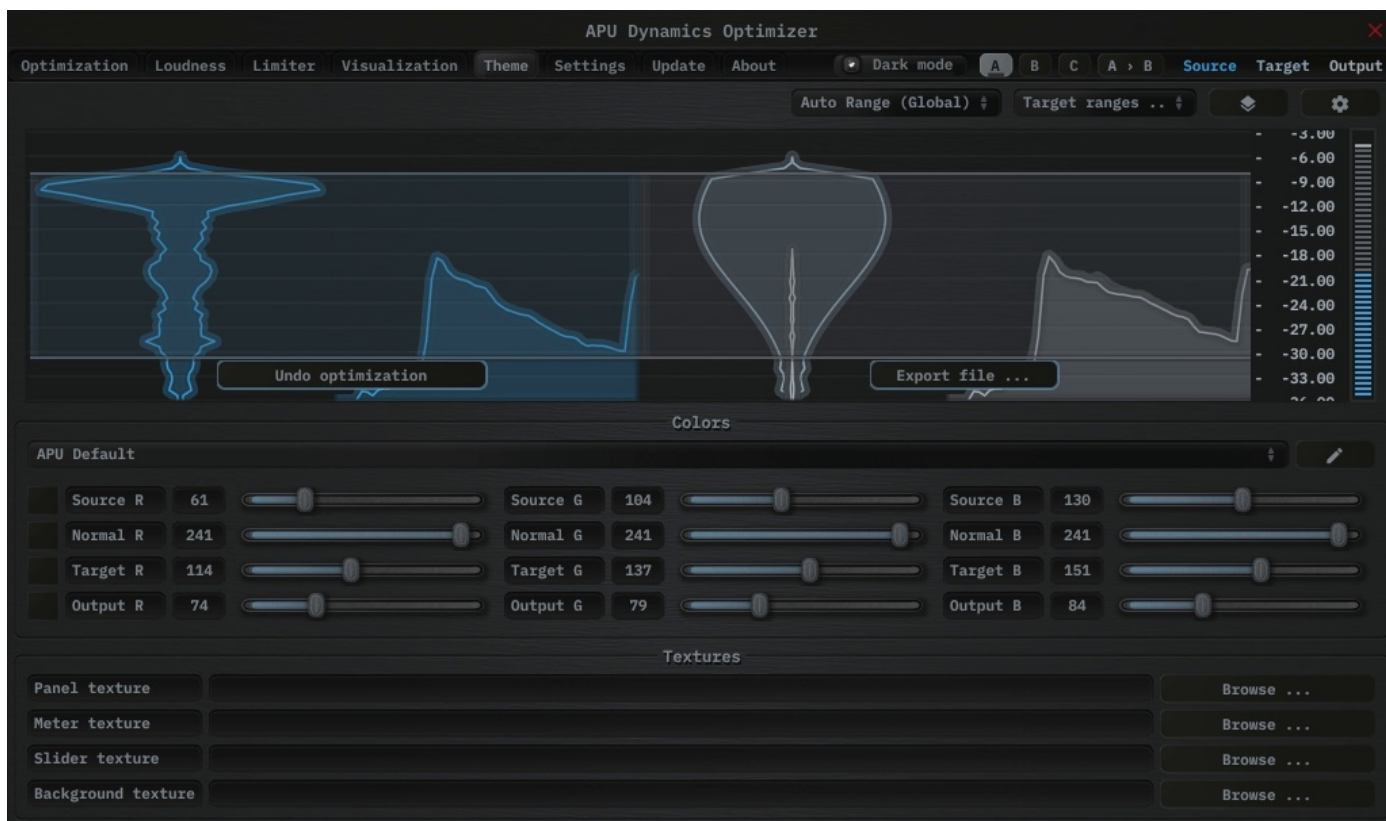 APU Dynamics Optimizer
Optimization Loudness Limiter Visualization Theme Settings Update About Dark mode A B C A › B Source Target Output
Auto Range (Global) Target ranges ..
- -3.00
- -6.00
- -9.00
- -12.00
- -15.00
- -18.00
- -21.00
- -24.00
- -27.00
- -30.00
- -33.00
Undo optimization Export file ...
Colors
APU Default
Source R 61 Source G 104 Source B 130
Normal R 241 Normal G 241 Normal B 241
Target R 114 Target G 137 Target B 151
Output R 74 Output G 79 Output B 84
Textures
Panel texture Browse ...
Meter texture Browse ...
Slider texture Browse ...
Background texture Browse ...